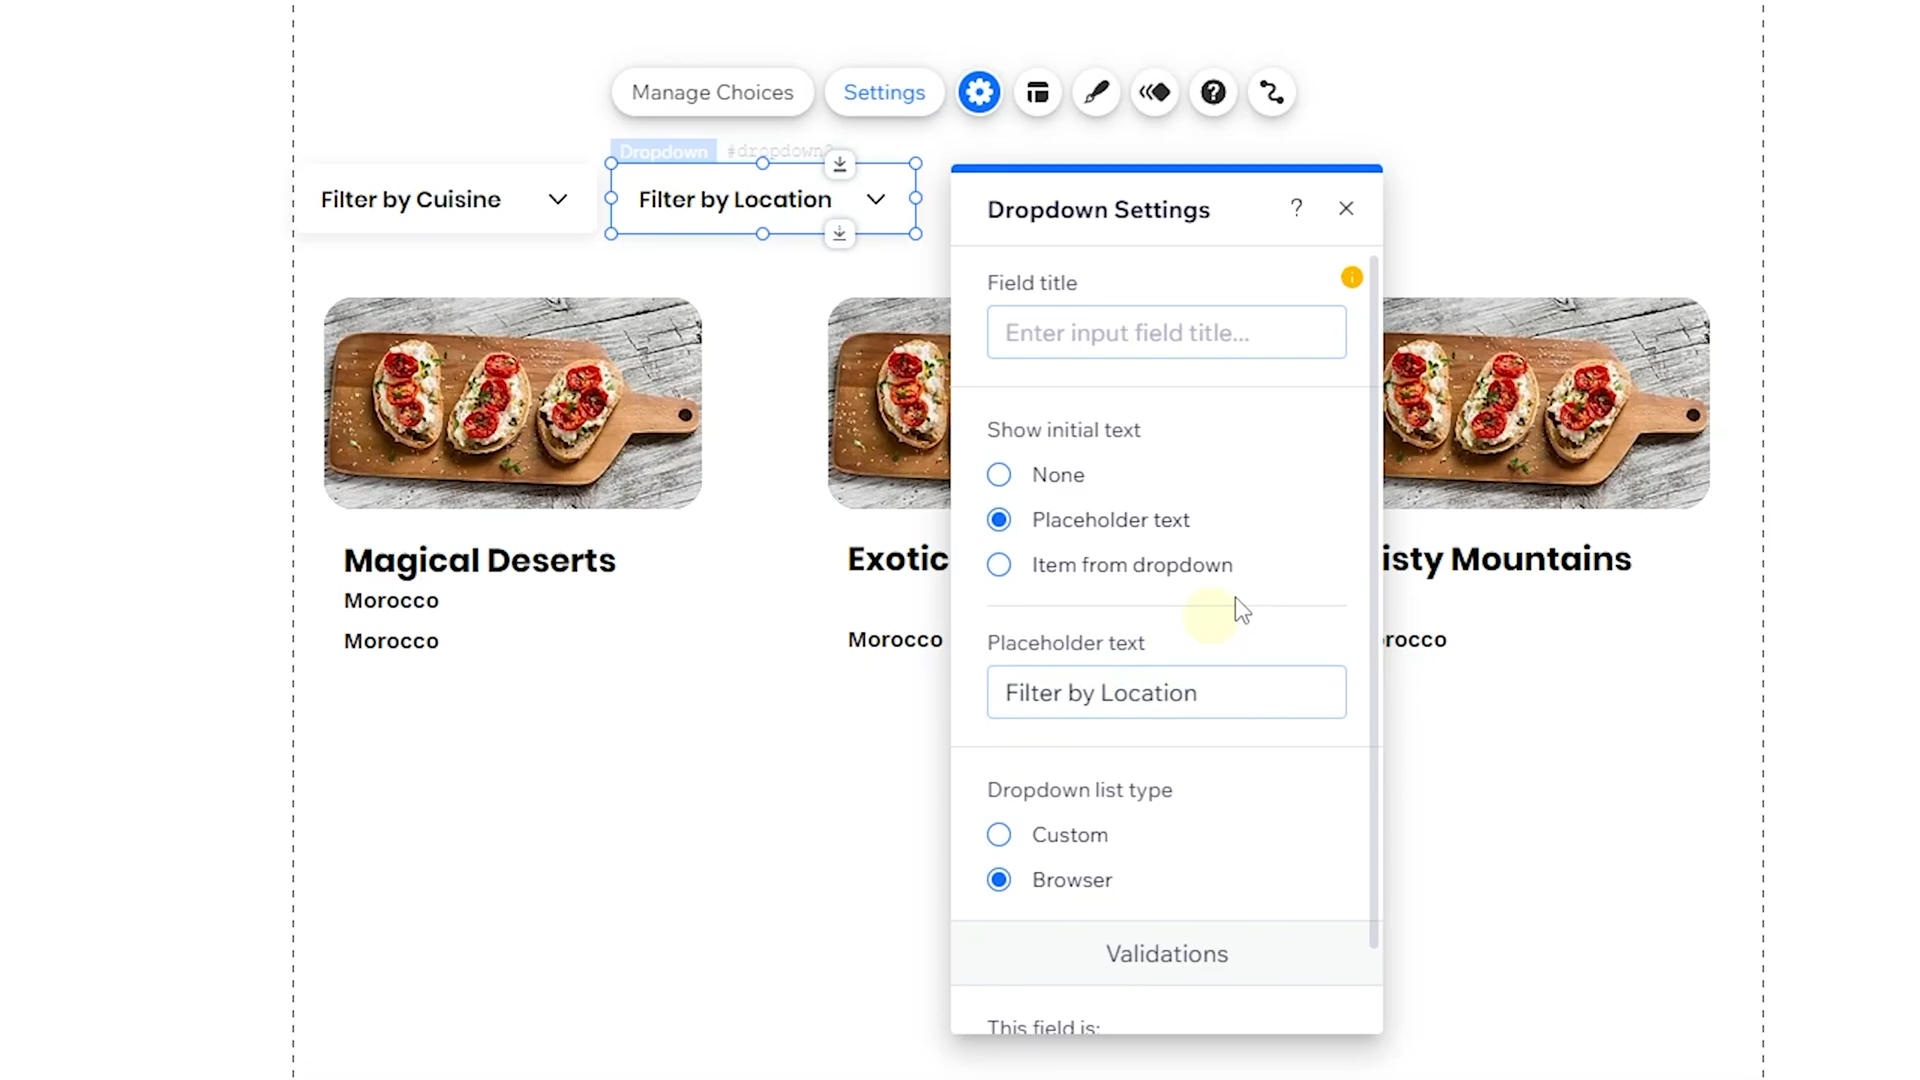 Manage Choices
Settings
Dropdown
#dropdown2
Filter by Cuisine
Filter by Location
Dropdown Settings
?
Field title
Enter input field title...
Show initial text
None
Placeholder text
Item from dropdown
Magical Deserts
Exotic
isty Mountains
Morocco
Morocco
Morocco
rocco
Placeholder text
Filter by Location
Dropdown list type
Custom
Browser
Validations
This field is: